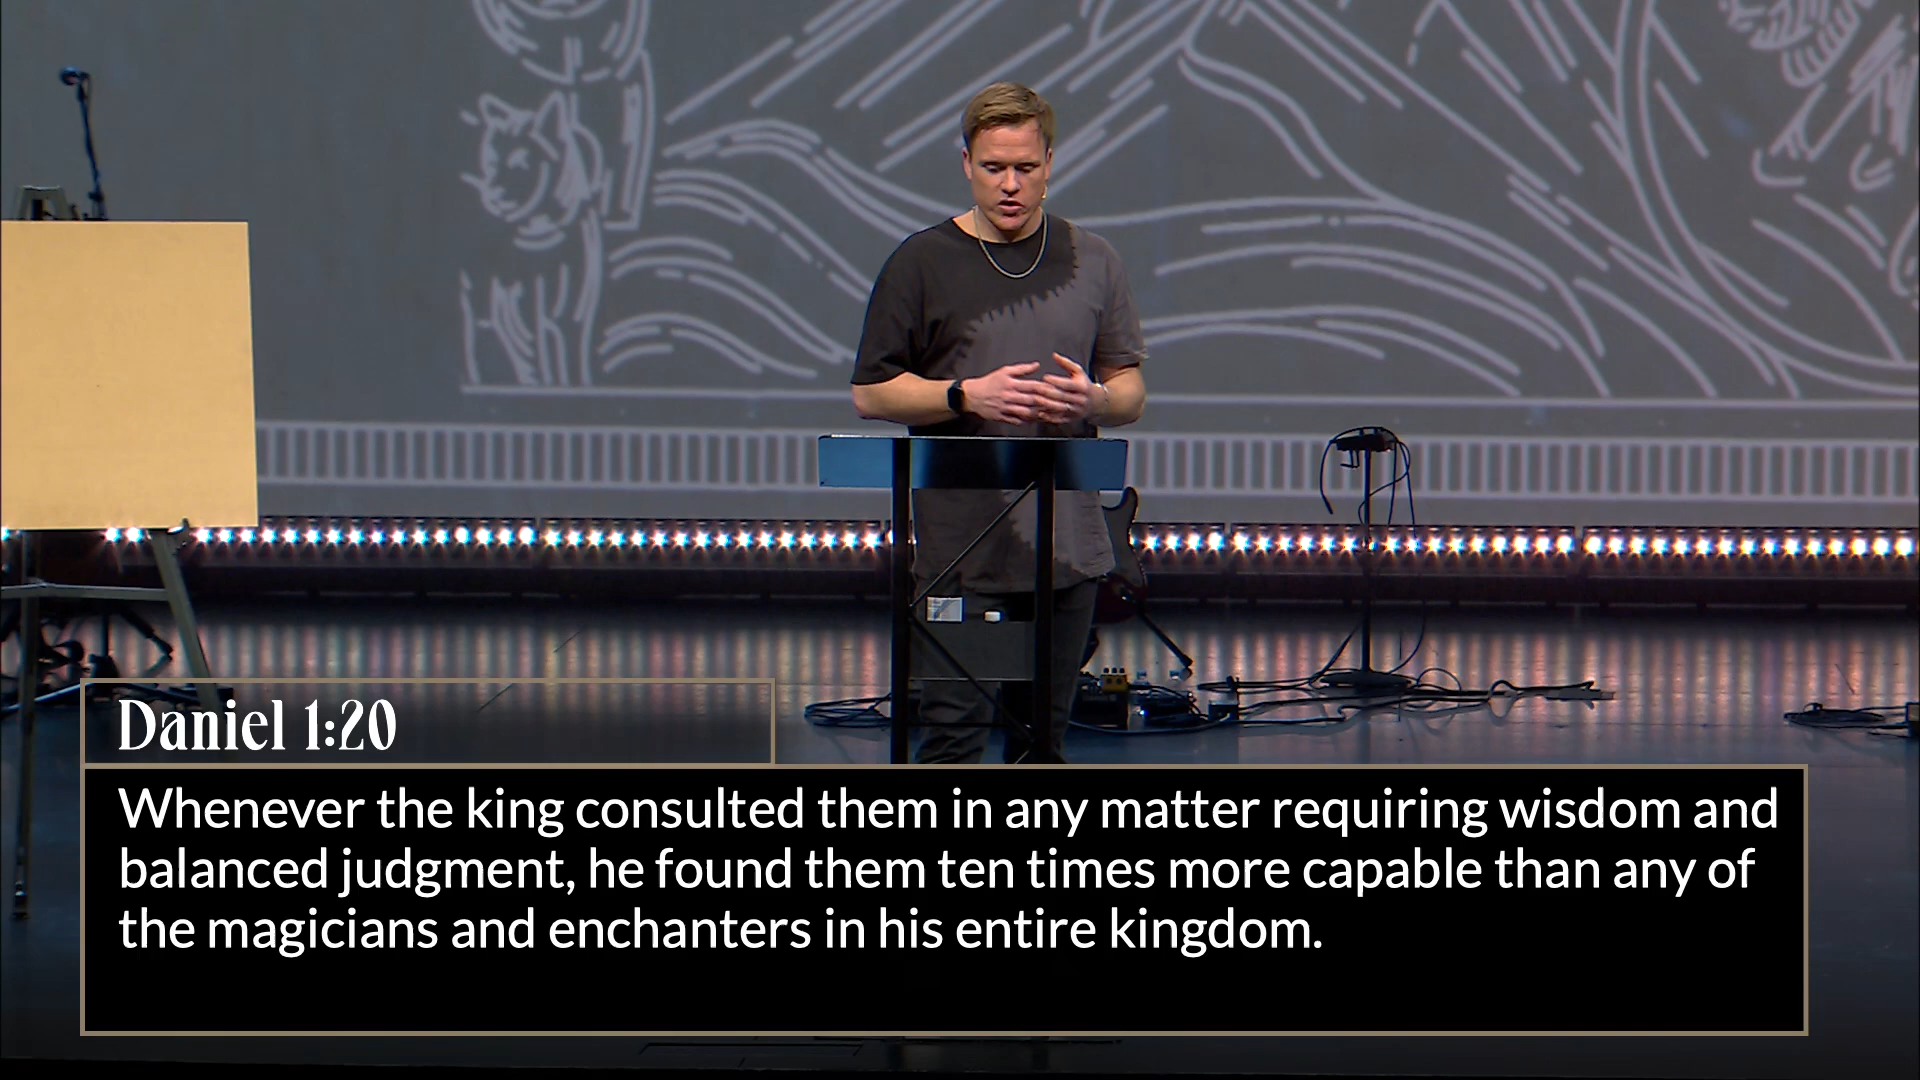 Daniel 1:20
Whenever the king consulted them in any matter requiring wisdom and
balanced judgment, he found them ten times more capable than any of
the magicians and enchanters in his entire kingdom.